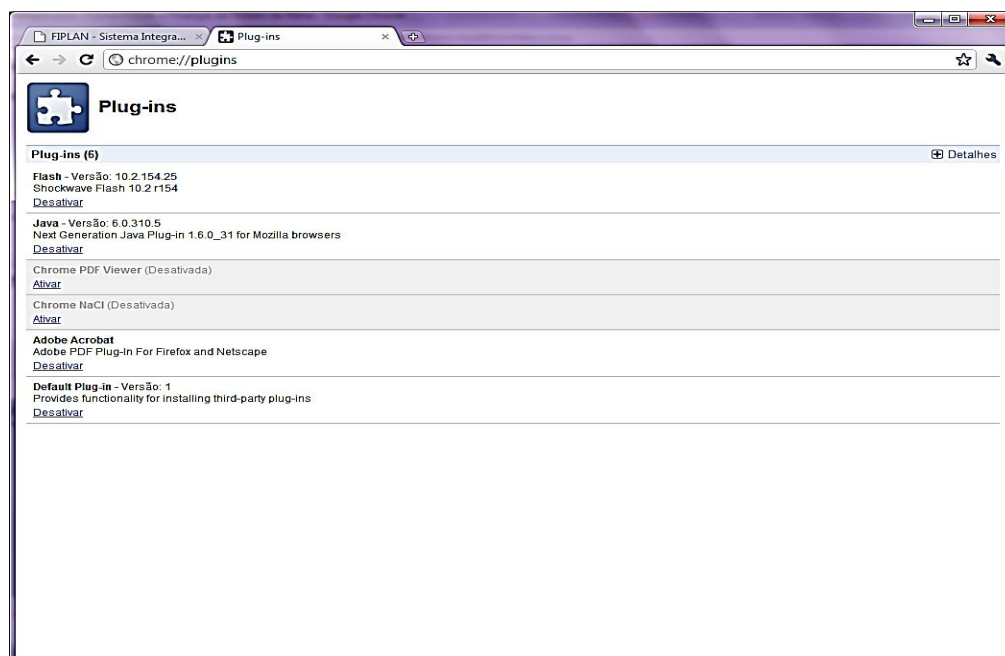 FIPLAN - Sistema Integra...
Plug-ins
chrome://plugins
Plug-ins
Plug-ins (6)
Detalhes
Flash - Versão: 10.2.154.25
Shockwave Flash 10.2 r154
Desativar
Java - Versão: 6.0.310.5
Next Generation Java Plug-in 1.6.0_31 for Mozilla browsers
Desativar
Chrome PDF Viewer (Desativada)
Ativar
Chrome NaCl (Desativada)
Ativar
Adobe Acrobat
Adobe PDF Plug-In For Firefox and Netscape
Desativar
Default Plug-in - Versão: 1
Provides functionality for installing third-party plug-ins
Desativar